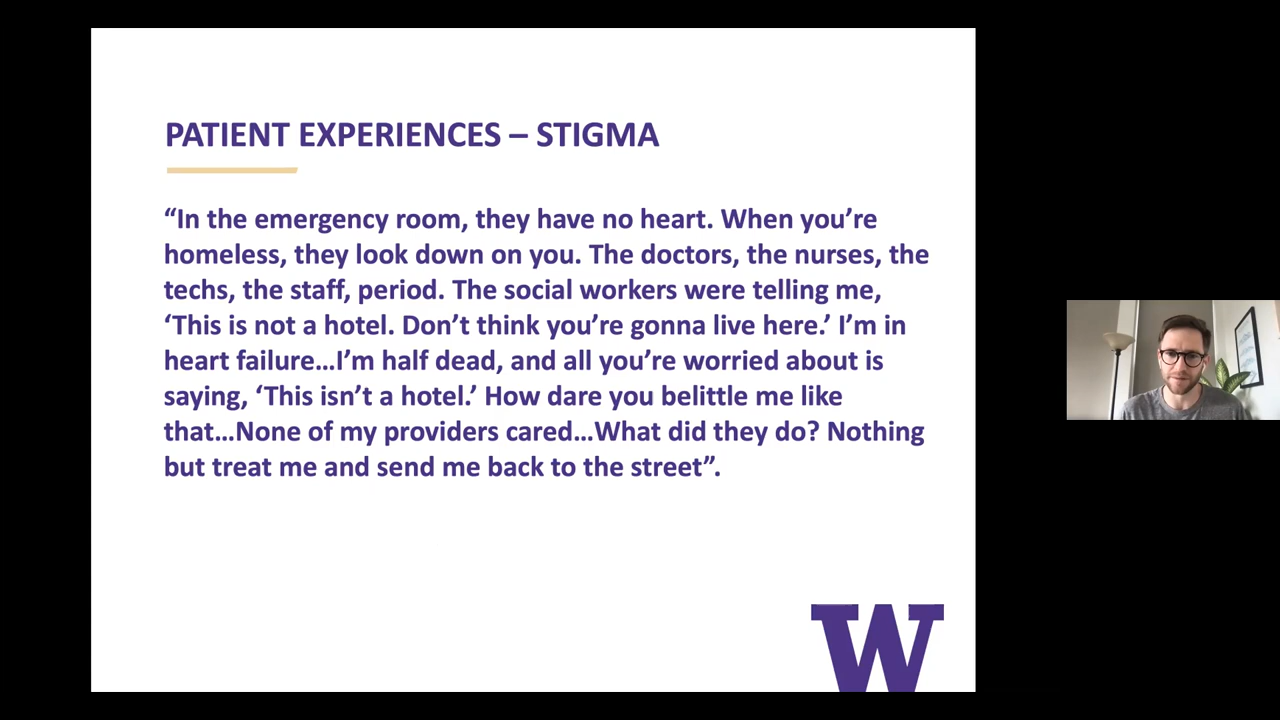 PATIENT EXPERIENCES – STIGMA
“In the emergency room, they have no heart. When you’re
homeless, they look down on you. The doctors, the nurses, the
techs, the staff, period. The social workers were telling me,
‘This is not a hotel. Don’t think you’re gonna live here.’ I’m in
heart failure…I’m half dead, and all you’re worried about is
saying, ‘This isn’t a hotel.’ How dare you belittle me like
that…None of my providers cared…What did they do? Nothing
but treat me and send me back to the street”.
W